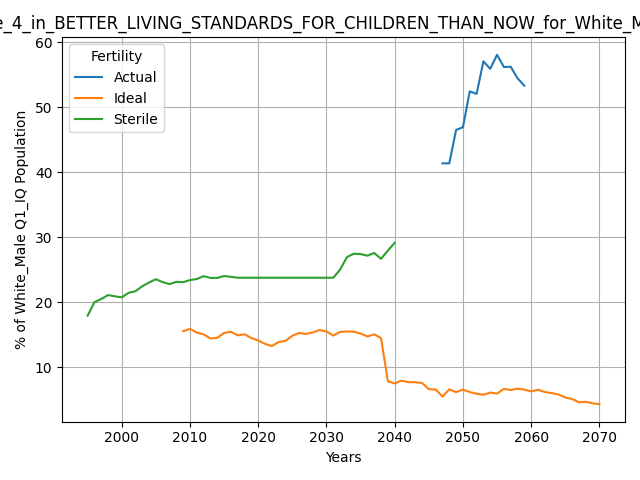 e_4_in_BETTER_LIVING_STANDARDS_FOR_CHILDREN_THAN_NOW_for_White_M
Fertility
Actual
Ideal
Sterile
% of White_Male Q1_IQ Population
60
50
40
30
20
10
2000 2010 2020 2030 2040 2050 2060 2070
Years